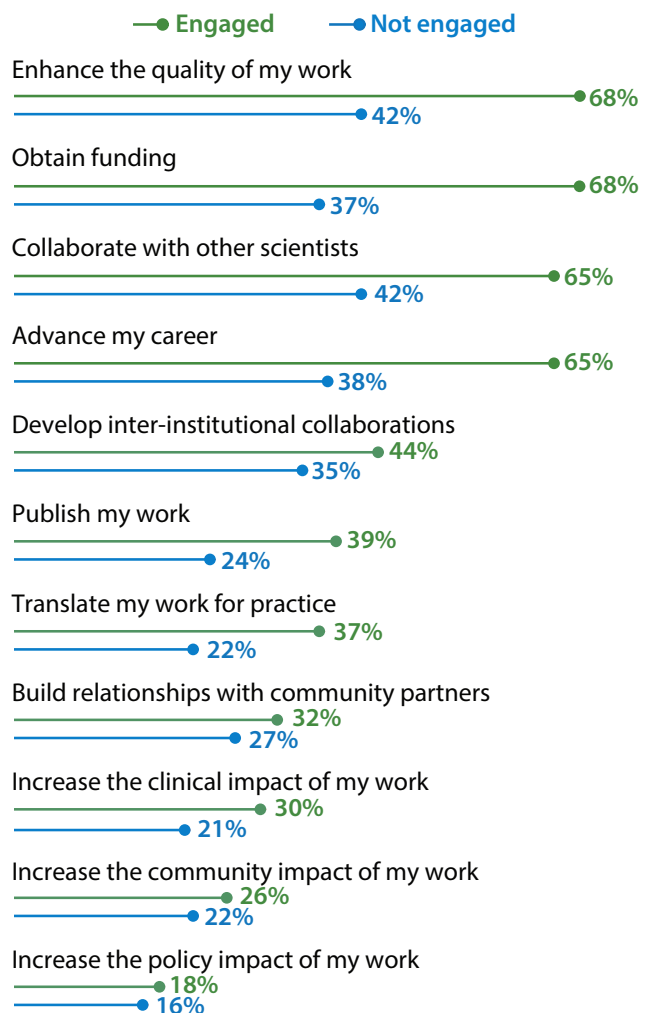 Engaged Not engaged
Enhance the quality of my work
68%
42%
Obtain funding
68%
37%
Collaborate with other scientists
65%
42%
Advance my career
65%
38%
Develop inter-institutional collaborations
44%
35%
Publish my work
39%
24%
Translate my work for practice
37%
22%
Build relationships with community partners
32%
27%
Increase the clinical impact of my work
30%
21%
Increase the community impact of my work
26%
22%
Increase the policy impact of my work
18%
16%